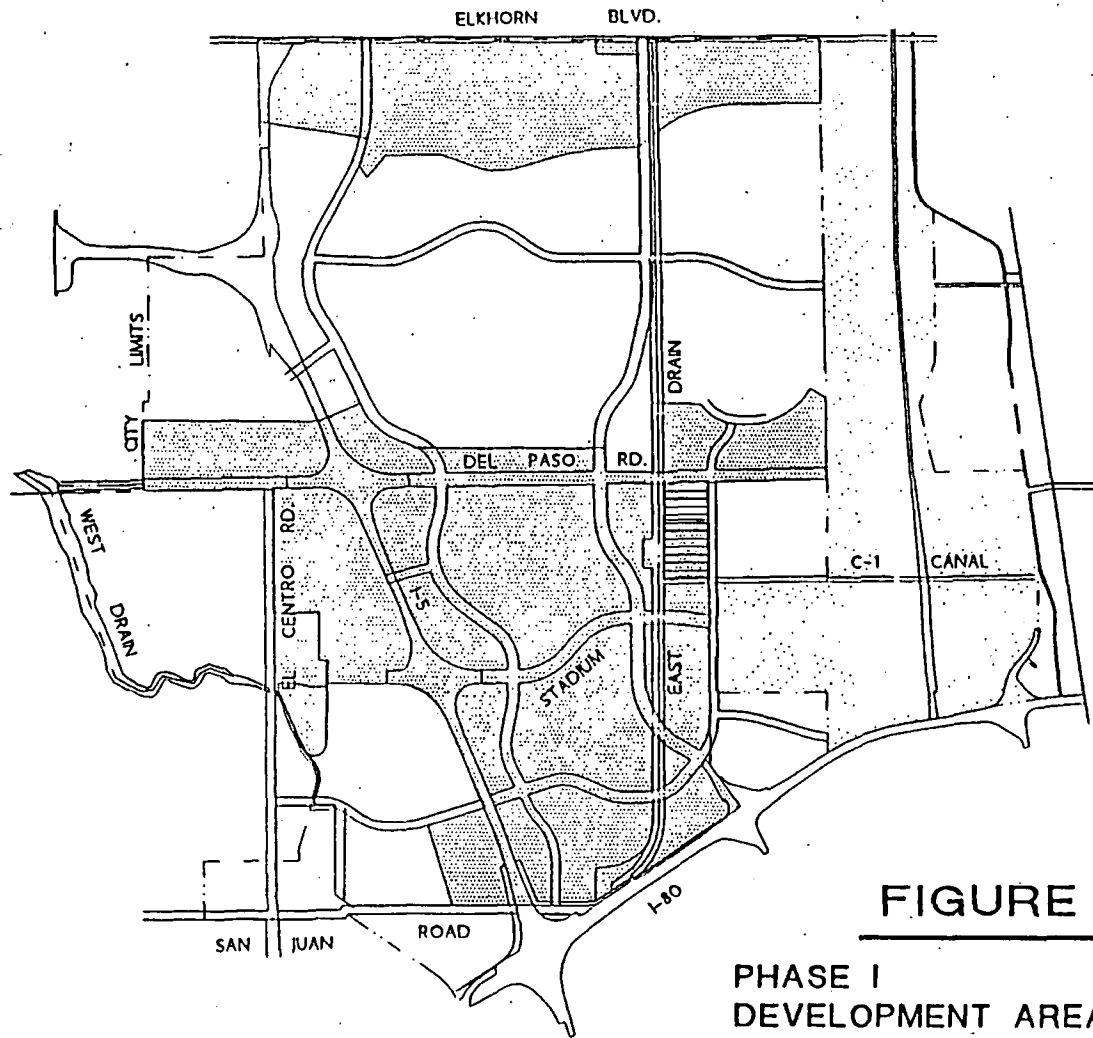 ELKHORN BLVD.
CITY LIMITS
DRAIN
DEL PASO RD.
WEST DRAIN
EL CENTRO RD.
I-5
C-1 CANAL
STADIUM
EAST
I-80
SAN JUAN ROAD
FIGURE
PHASE I
DEVELOPMENT AREA